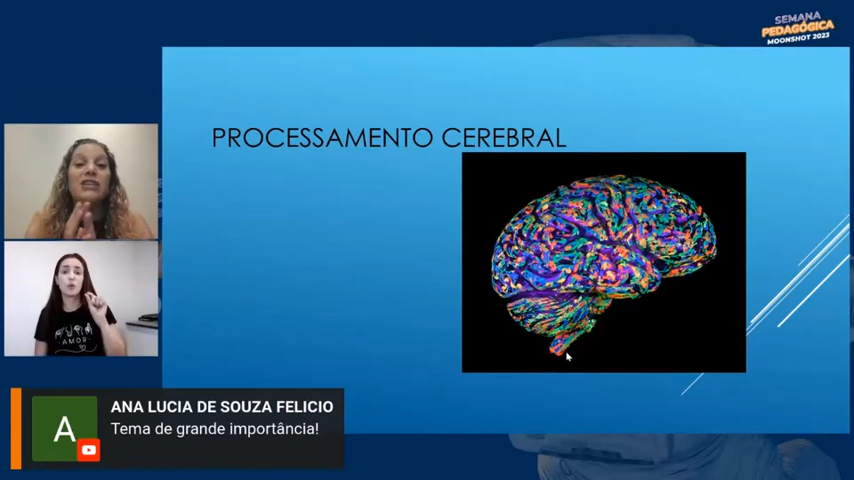 SEMANA
PEDAGÓGICA
MOONSHOT 2023
PROCESSAMENTO CEREBRAL
AMOR
A
ANA LUCIA DE SOUZA FELICIO
Tema de grande importância!